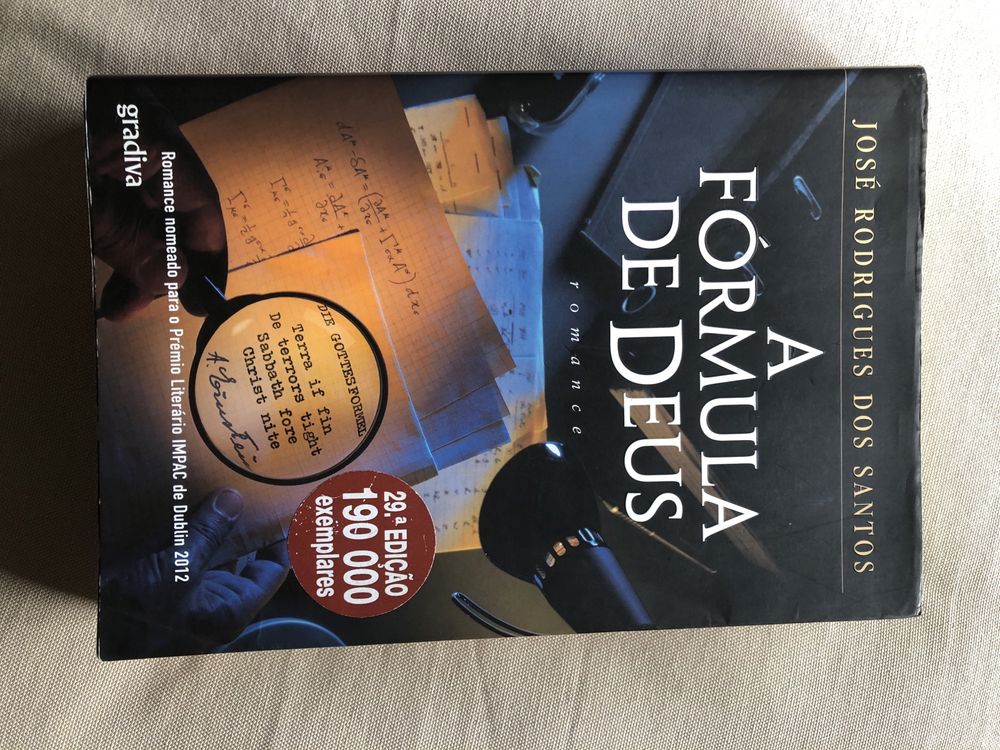 JOSÉ RODRIGUES DOS SANTOS
A
FÓRMULA
DE DEUS
romance
DIE GOTTESFORMEL
Terra if fin
De terrors tight
Sabbath fore
Christ nite
A. Einstein
29.ª EDIÇÃO
190 000
exemplares
Romance nomeado para o Prémio Literário IMPAC de Dublin 2012
gradiva